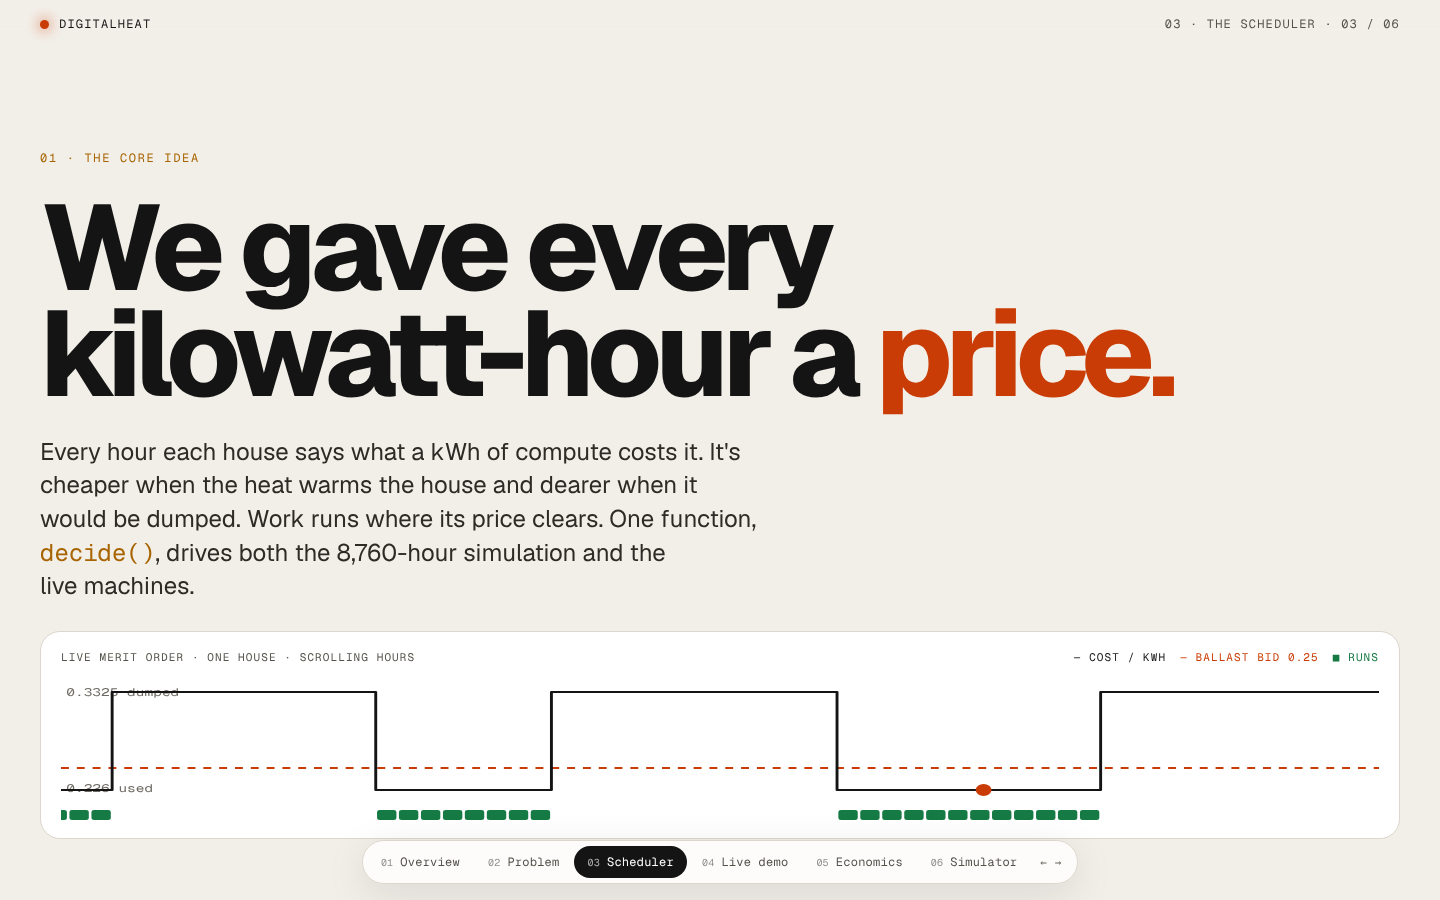 DIGITALHEAT
03 · THE SCHEDULER · 03 / 06
01 · THE CORE IDEA
We gave every
kilowatt-hour a price.
Every hour each house says what a kWh of compute costs it. It's
cheaper when the heat warms the house and dearer when it
would be dumped. Work runs where its price clears. One function,
decide(), drives both the 8,760-hour simulation and the
live machines.
LIVE MERIT ORDER · ONE HOUSE · SCROLLING HOURS
— COST / KWH — BALLAST BID 0.25 ■ RUNS
0.3325 dumped
0.226 used
01 Overview 02 Problem 03 Scheduler 04 Live demo 05 Economics 06 Simulator ← →